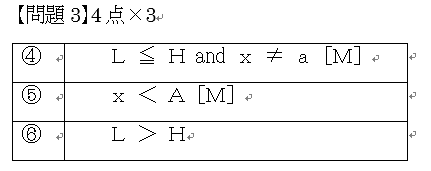 【問題3】4点×3
④ L ≦ H and x ≠ a [M]
⑤ x < A [M]
⑥ L > H